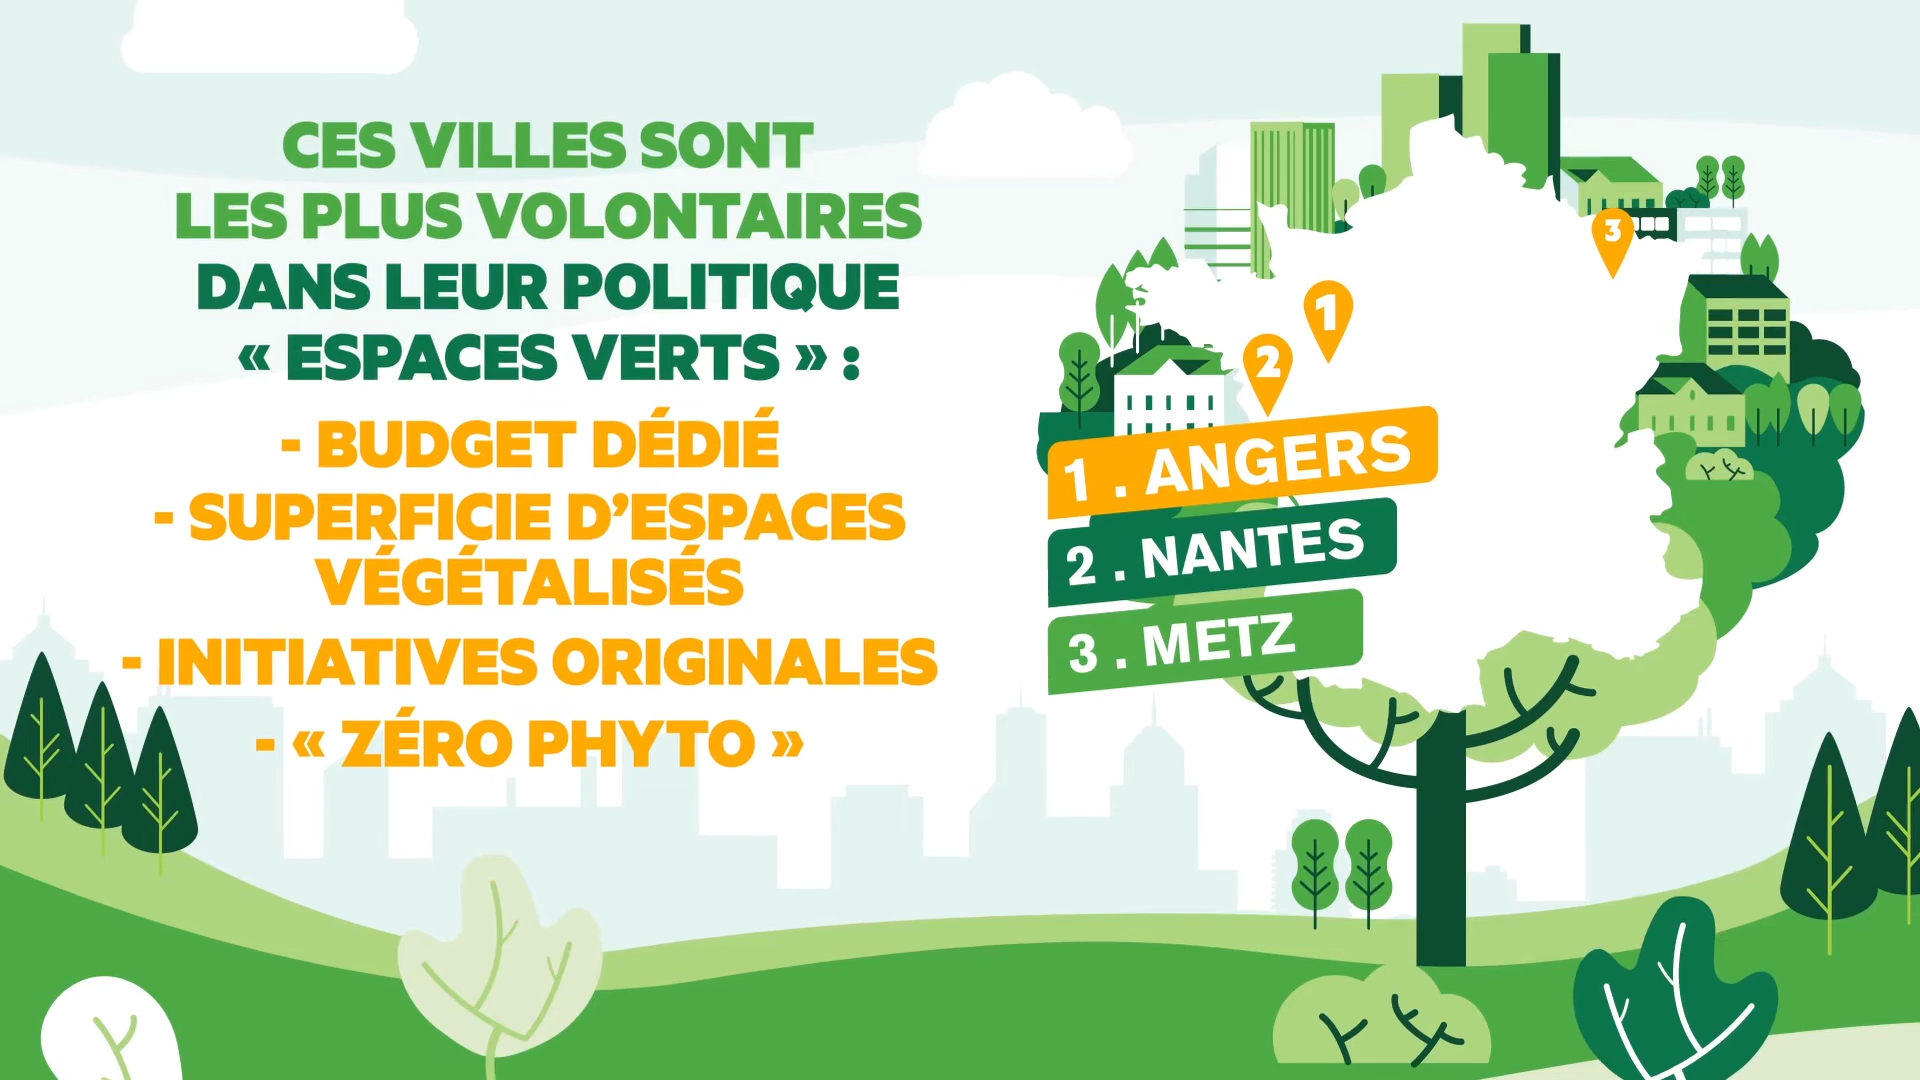 CES VILLES SONT
LES PLUS VOLONTAIRES
DANS LEUR POLITIQUE
« ESPACES VERTS » :
- BUDGET DÉDIÉ
- SUPERFICIE D’ESPACES
VÉGÉTALISÉS
- INITIATIVES ORIGINALES
- « ZÉRO PHYTO »
3
1
2
1 . ANGERS
2 . NANTES
3 . METZ